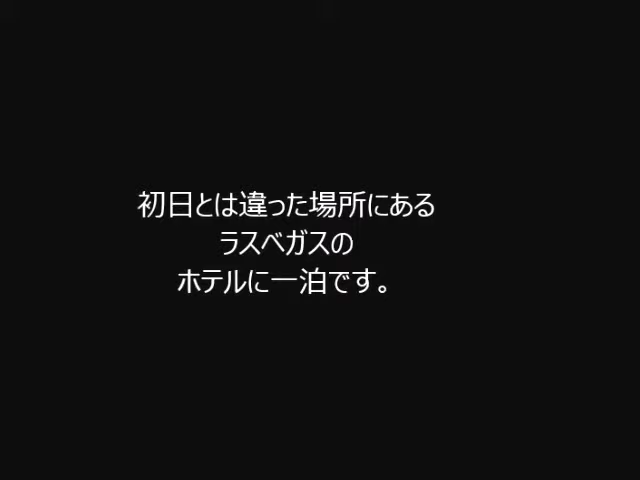 初日とは違った場所にある
ラスベガスの
ホテルに一泊です。